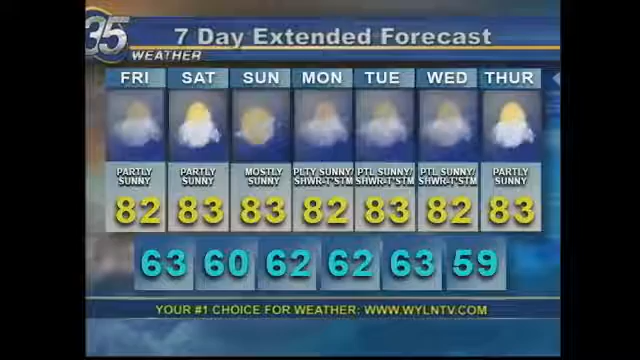 35
WEATHER
7 Day Extended Forecast
FRI SAT SUN MON TUE WED THUR
PARTLY SUNNY PARTLY SUNNY MOSTLY SUNNY PLTY SUNNY/ SHWR-T'STM PTL SUNNY/ SHWR-T'STM PTL SUNNY/ SHWR-T'STM PARTLY SUNNY
82 83 83 82 83 82 83
63 60 62 62 63 59
YOUR #1 CHOICE FOR WEATHER: WWW.WYLNTV.COM